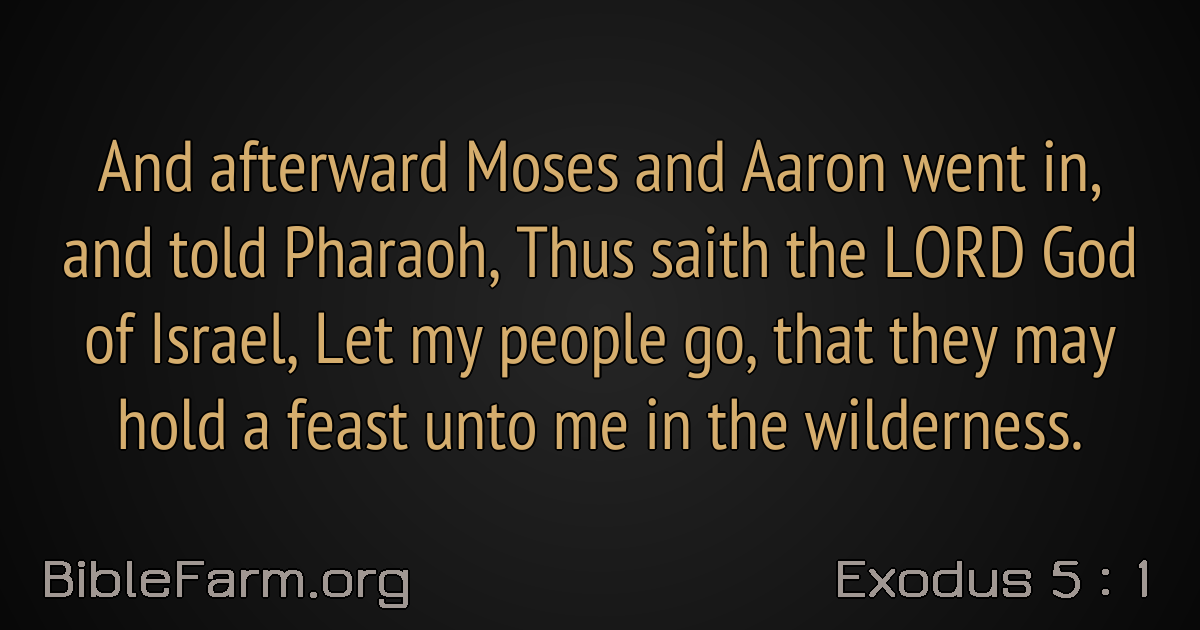 And afterward Moses and Aaron went in,
and told Pharaoh, Thus saith the LORD God
of Israel, Let my people go, that they may
hold a feast unto me in the wilderness.
BibleFarm.org
Exodus 5 : 1